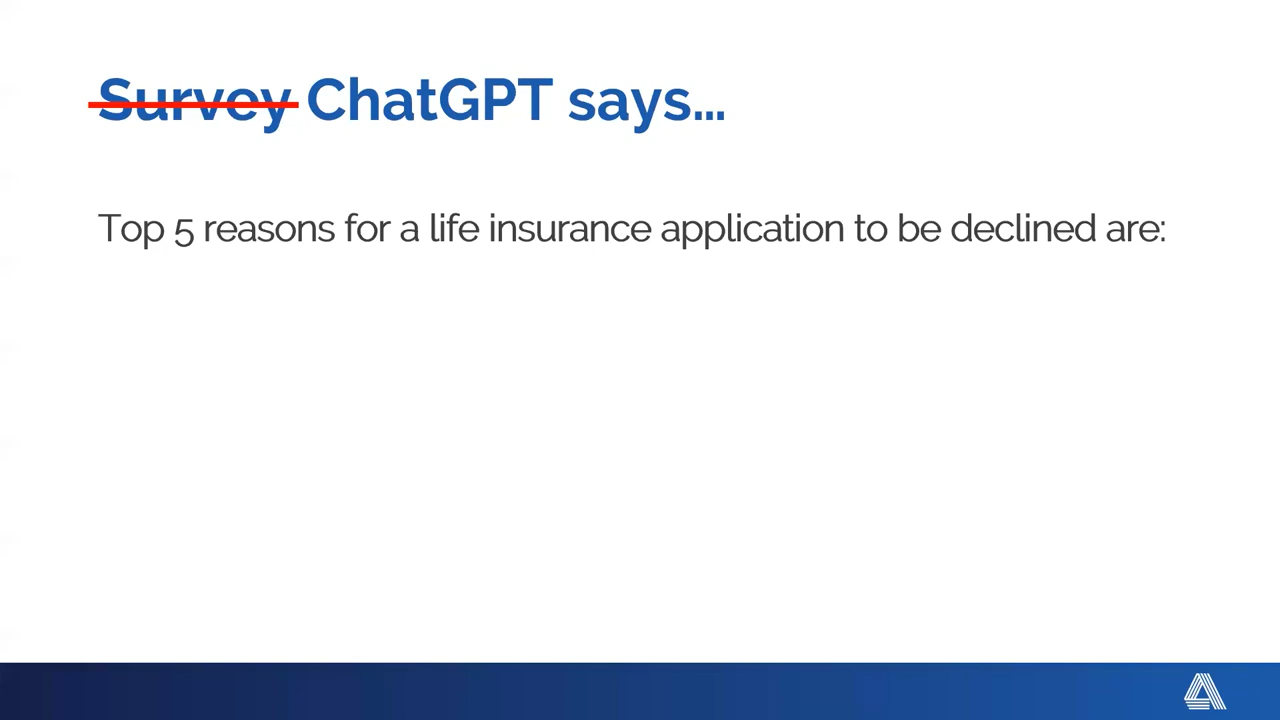 Survey ChatGPT says...
Top 5 reasons for a life insurance application to be declined are: